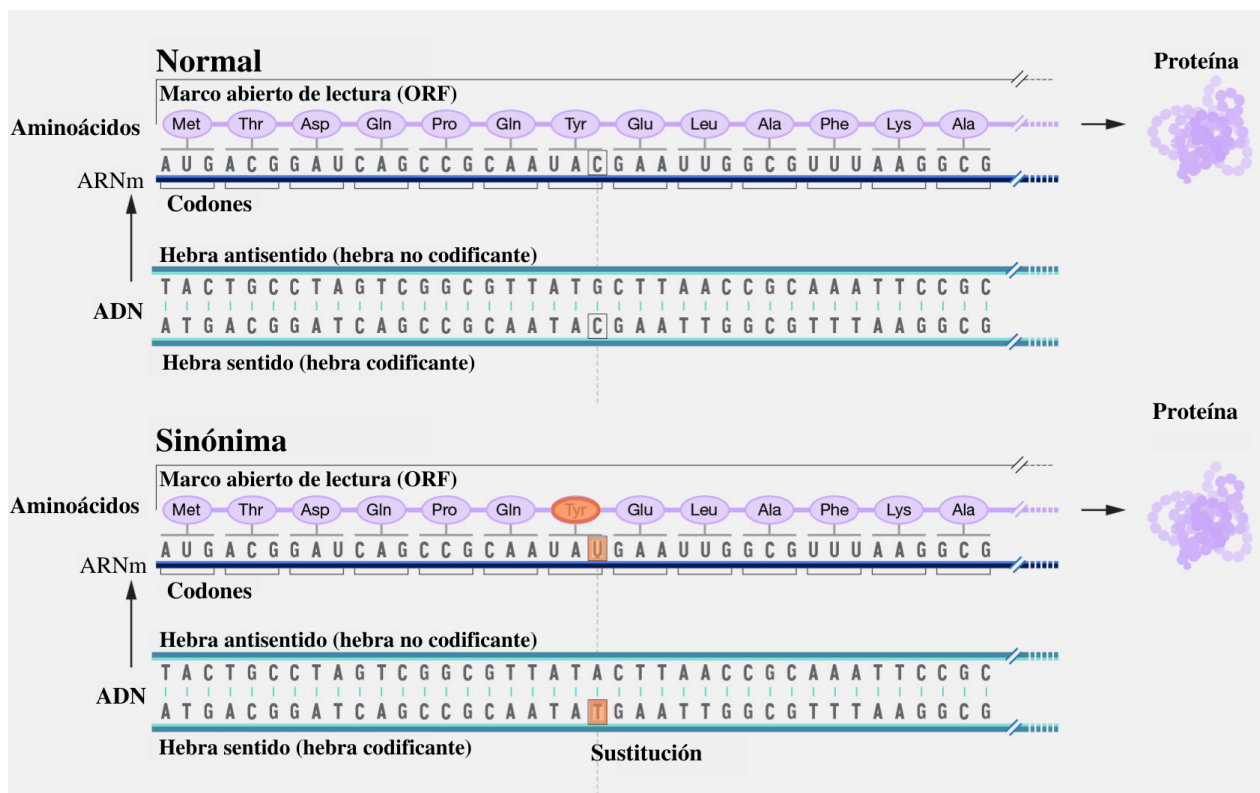 Normal
Proteína
Marco abierto de lectura (ORF)
Aminoácidos
Met Thr Asp Gln Pro Gln Tyr Glu Leu Ala Phe Lys Ala
A U G A C G G A U C A G C C G C A A U A C G A A U U G G C G U U U A A G G C G
ARNm
Codones
Hebra antisentido (hebra no codificante)
T A C T G C C T A G T C G G C G T T A T G C T T A A C C G C A A A T T C C G C
ADN
A T G A C G G A T C A G C C G C A A T A C G A A T T G G C G T T T A A G G C G
Hebra sentido (hebra codificante)
Proteína
Sinónima
Marco abierto de lectura (ORF)
Aminoácidos
Met Thr Asp Gln Pro Gln Tyr Glu Leu Ala Phe Lys Ala
A U G A C G G A U C A G C C G C A A U A U G A A U U G G C G U U U A A G G C G
ARNm
Codones
Hebra antisentido (hebra no codificante)
T A C T G C C T A G T C G G C G T T A T A C T T A A C C G C A A A T T C C G C
ADN
A T G A C G G A T C A G C C G C A A T A T G A A T T G G C G T T T A A G G C G
Hebra sentido (hebra codificante)
Sustitución